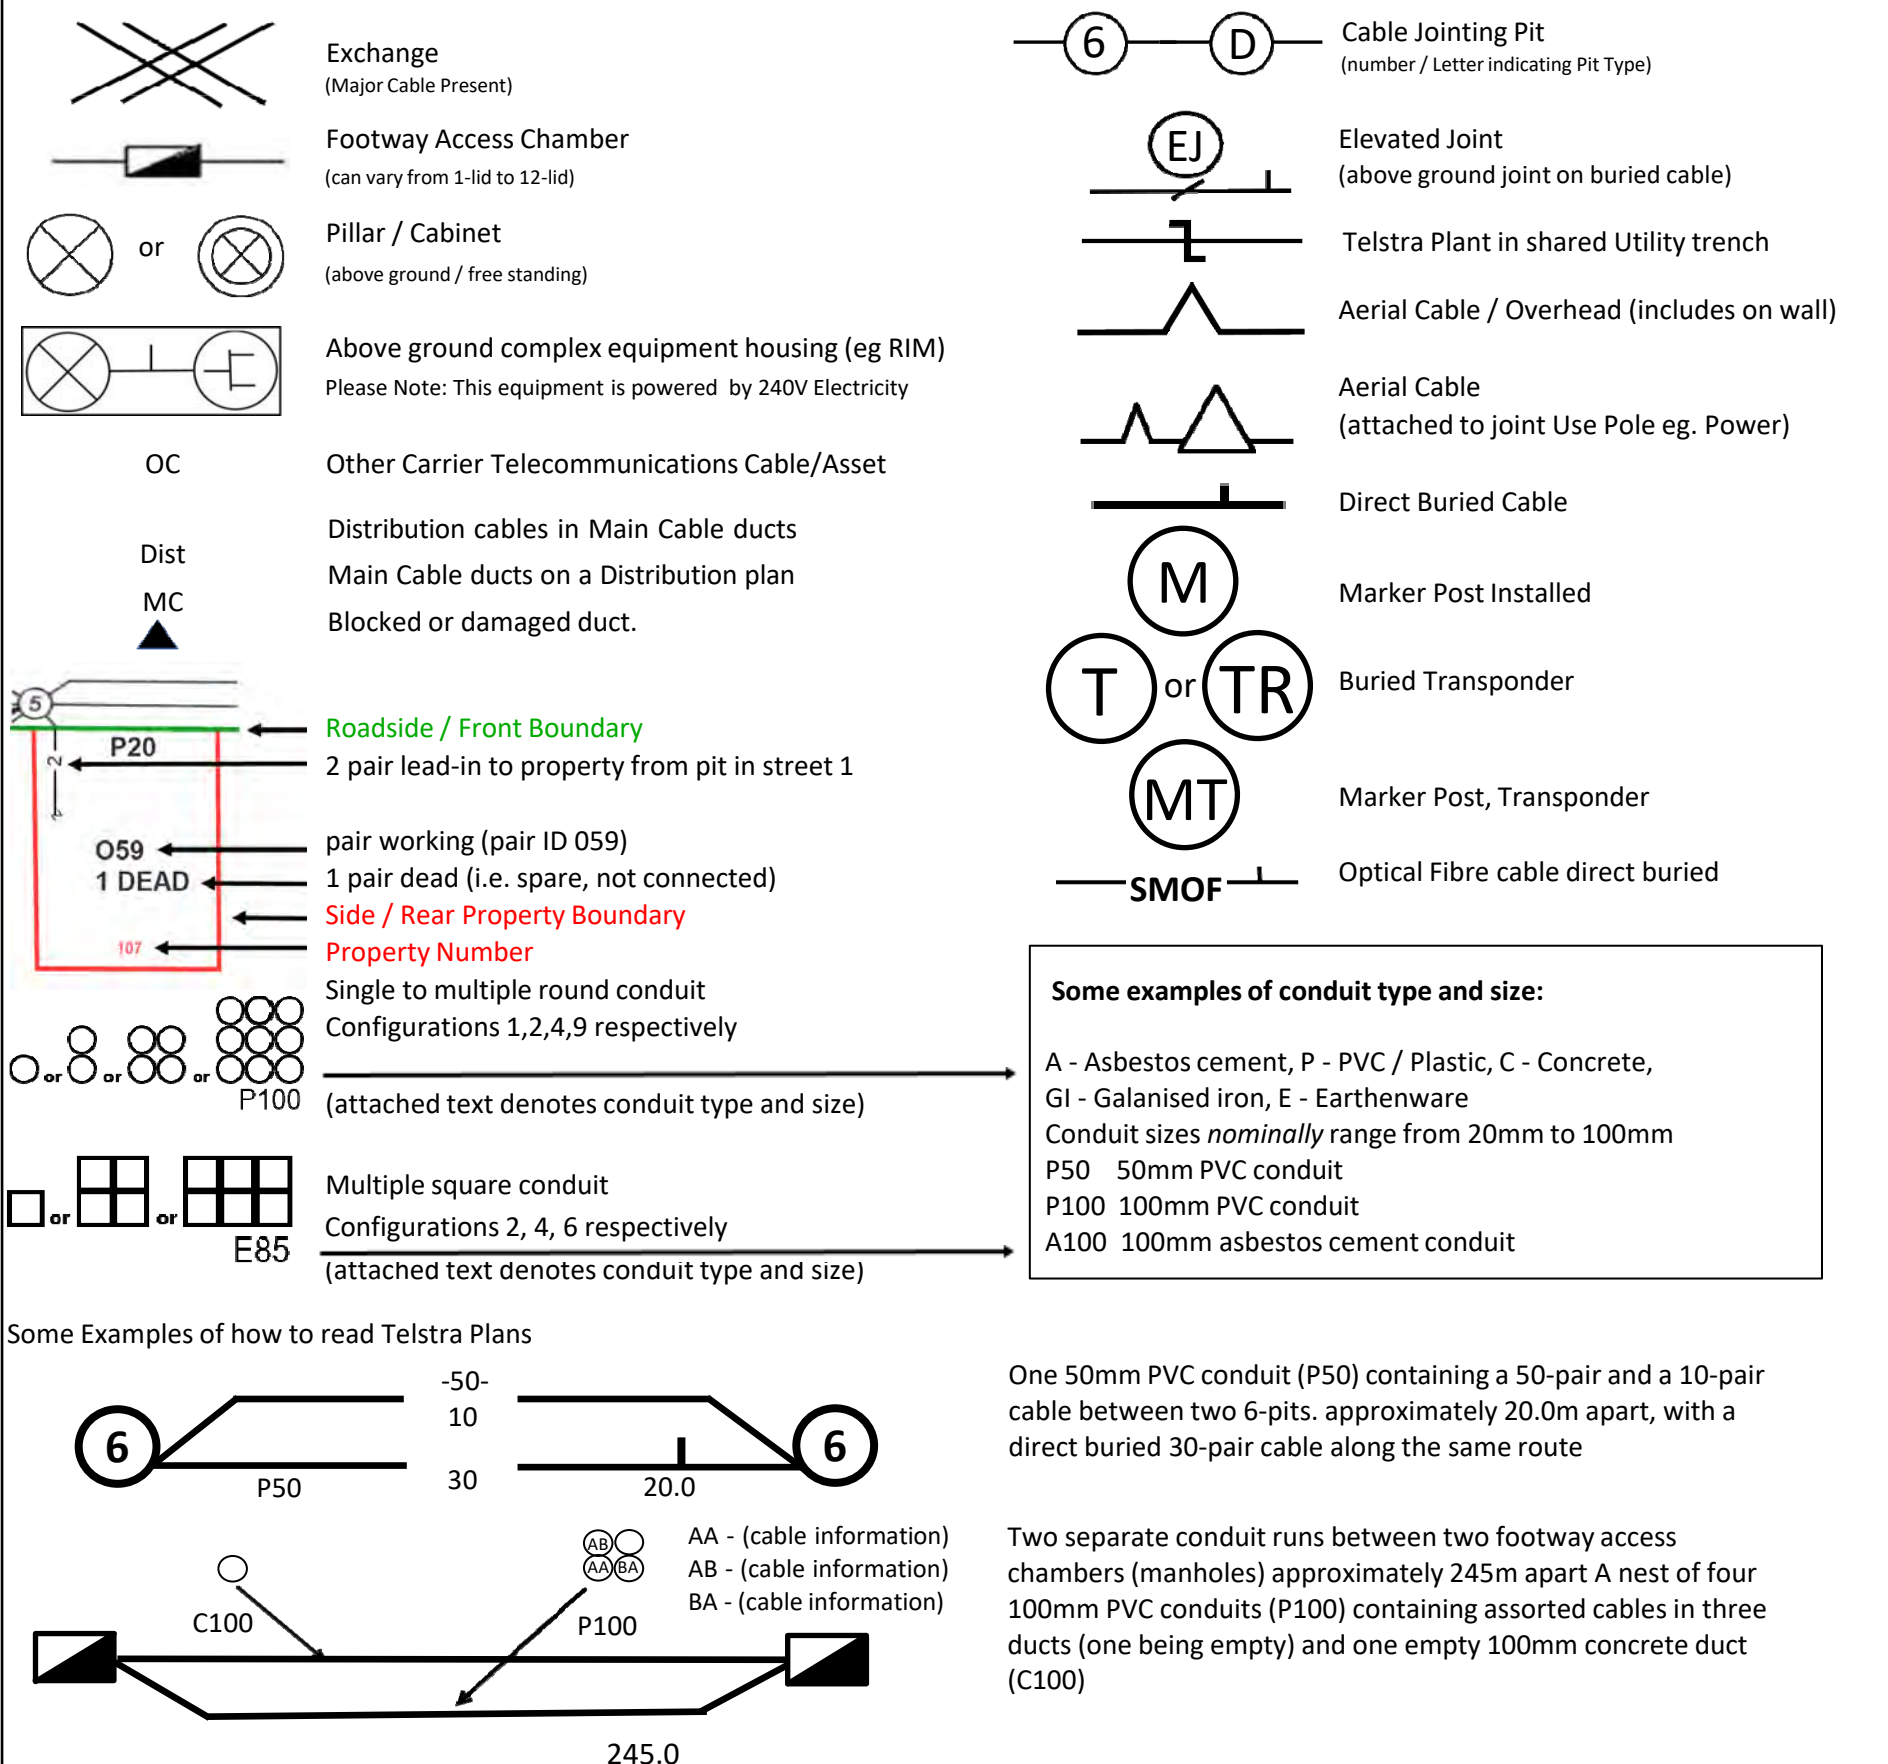 Exchange
(Major Cable Present)
Footway Access Chamber
(can vary from 1-lid to 12-lid)
or
Pillar / Cabinet
(above ground / free standing)
Above ground complex equipment housing (eg RIM)
Please Note: This equipment is powered by 240V Electricity
OC
Other Carrier Telecommunications Cable/Asset
Dist
Distribution cables in Main Cable ducts
MC
Main Cable ducts on a Distribution plan
Blocked or damaged duct.
5
Roadside / Front Boundary
P20
2
2 pair lead-in to property from pit in street 1
O59
pair working (pair ID 059)
1 DEAD
1 pair dead (i.e. spare, not connected)
Side / Rear Property Boundary
107
Property Number
Single to multiple round conduit
Configurations 1,2,4,9 respectively
or or or
P100
(attached text denotes conduit type and size)
Multiple square conduit
or or
Configurations 2, 4, 6 respectively
E85
(attached text denotes conduit type and size)
6 D
Cable Jointing Pit
(number / Letter indicating Pit Type)
EJ
Elevated Joint
(above ground joint on buried cable)
Telstra Plant in shared Utility trench
Aerial Cable / Overhead (includes on wall)
Aerial Cable
(attached to joint Use Pole eg. Power)
Direct Buried Cable
M
Marker Post Installed
T or TR
Buried Transponder
MT
Marker Post, Transponder
SMOF
Optical Fibre cable direct buried
Some examples of conduit type and size:
A - Asbestos cement, P - PVC / Plastic, C - Concrete,
GI - Galanised iron, E - Earthenware
Conduit sizes nominally range from 20mm to 100mm
P50 50mm PVC conduit
P100 100mm PVC conduit
A100 100mm asbestos cement conduit
Some Examples of how to read Telstra Plans
-50-
10
6 6
P50 30 20.0
One 50mm PVC conduit (P50) containing a 50-pair and a 10-pair
cable between two 6-pits. approximately 20.0m apart, with a
direct buried 30-pair cable along the same route
AB
AA BA
AA - (cable information)
AB - (cable information)
BA - (cable information)
C100 P100
245.0
Two separate conduit runs between two footway access
chambers (manholes) approximately 245m apart A nest of four
100mm PVC conduits (P100) containing assorted cables in three
ducts (one being empty) and one empty 100mm concrete duct
(C100)